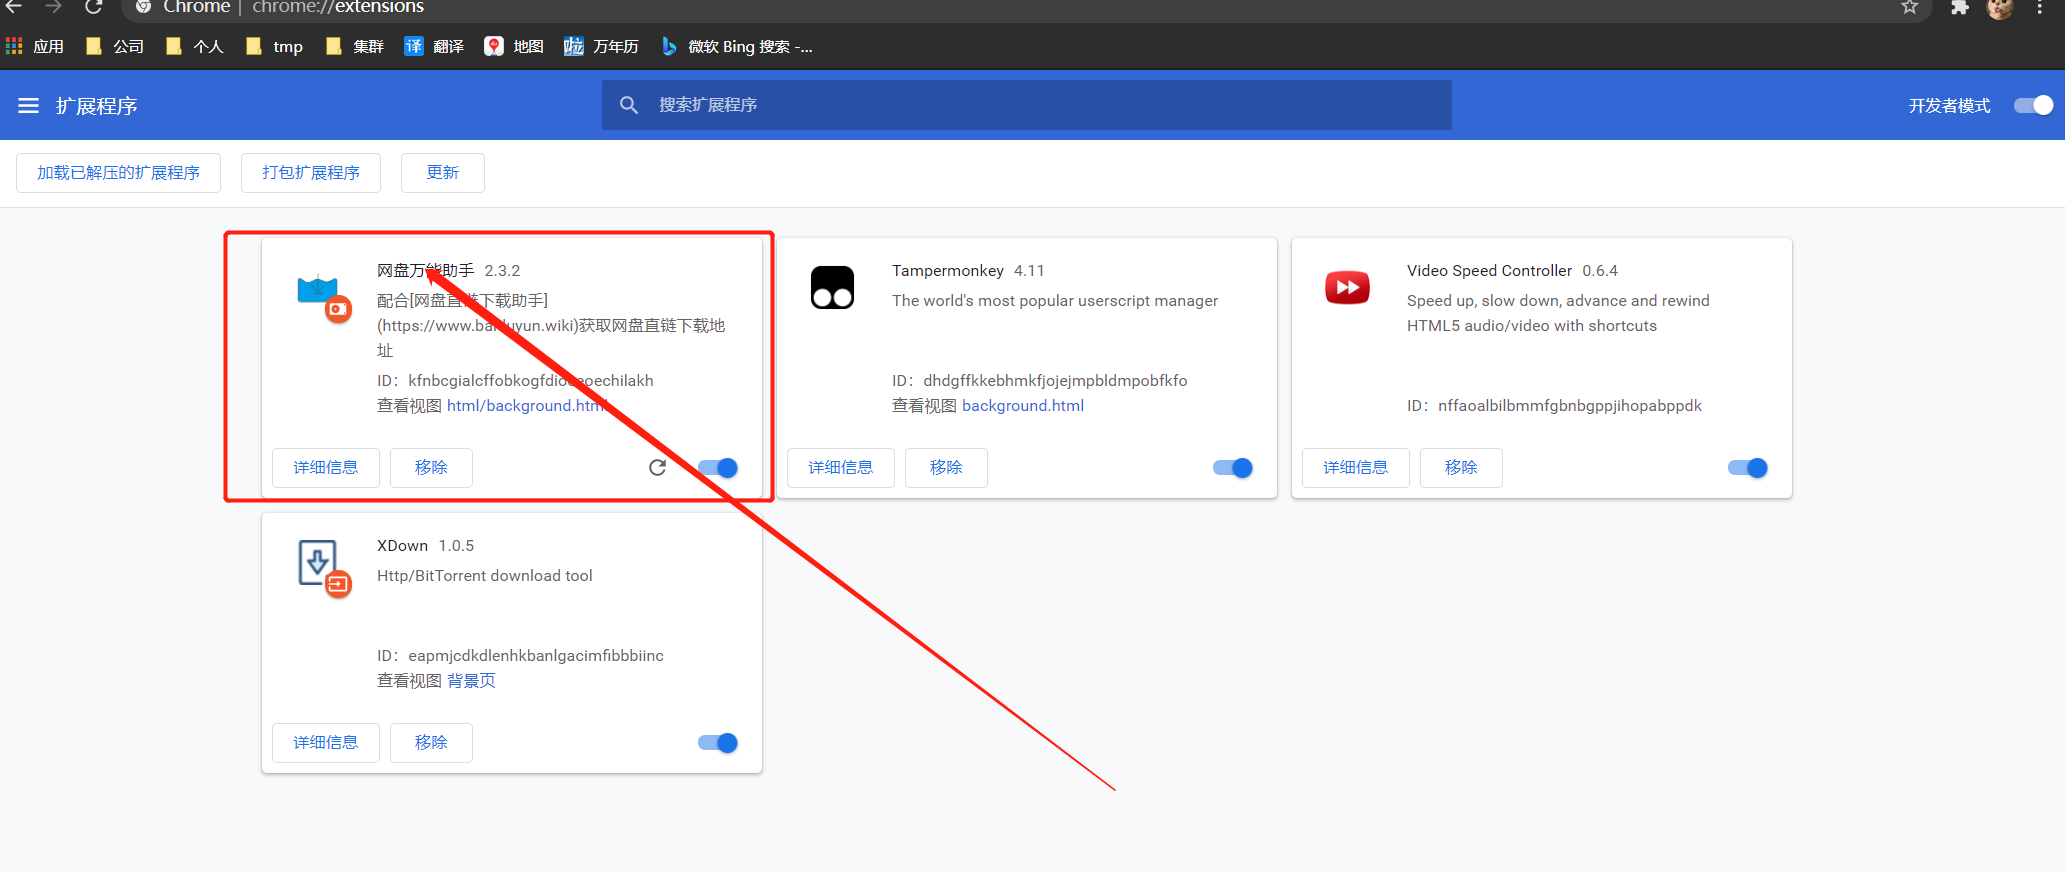 Chrome | chrome://extensions
应用 公司 个人 tmp 集群 译 翻译 地图 万年历 微软 Bing 搜索 -...
扩展程序 搜索扩展程序 开发者模式
加载已解压的扩展程序 打包扩展程序 更新
网盘万能助手 2.3.2
配合[网盘直链下载助手]
(https://www.baiduyun.wiki)获取网盘直链下载地
址
ID: kfnbcgialcffobkogfdio
查看视图 html/background.html
详细信息 移除
Tampermonkey 4.11
The world's most popular userscript manager
ID: dhdgffkkebhmkfjojejmpbldmpobfkfo
查看视图 background.html
详细信息 移除
Video Speed Controller 0.6.4
Speed up, slow down, advance and rewind
HTML5 audio/video with shortcuts
ID: nffaoalbilbmmfgbnbgppjihopabppdk
详细信息 移除
XDown 1.0.5
Http/BitTorrent download tool
ID: eapmjcdkdlenhkbanlgacimfibbbiinc
查看视图 背景页
详细信息 移除